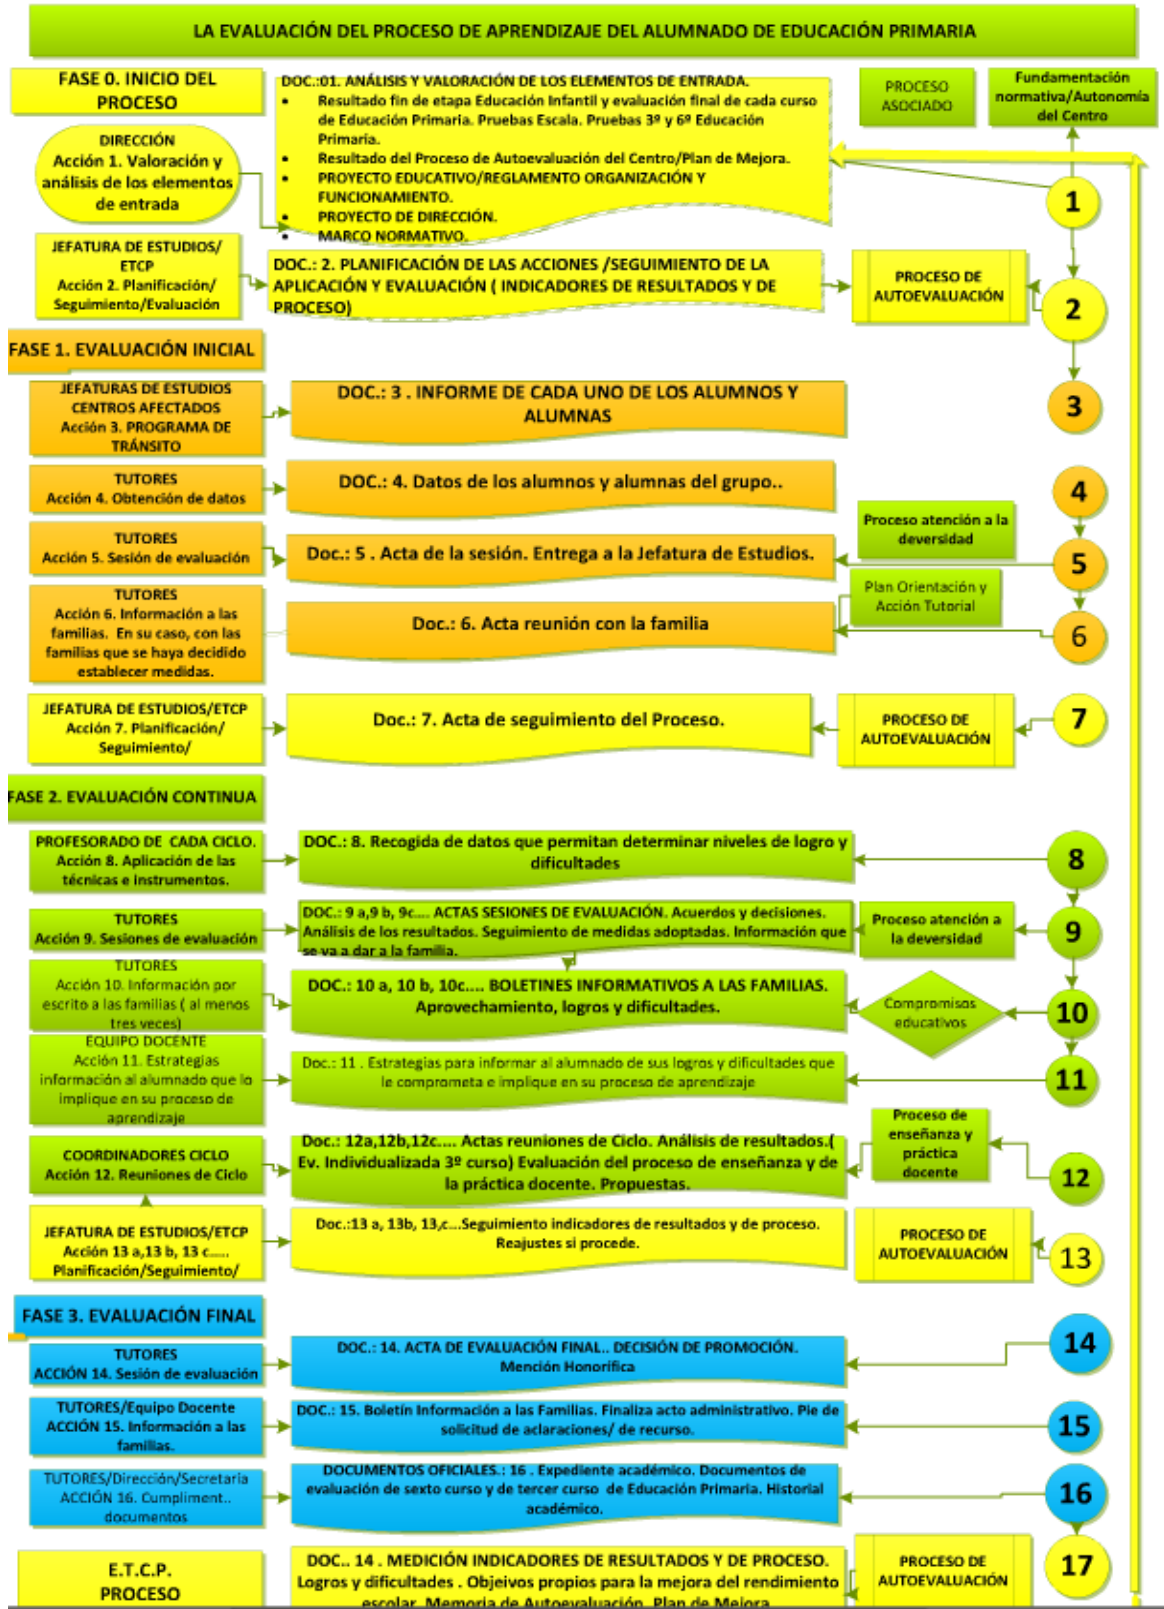 LA EVALUACIÓN DEL PROCESO DE APRENDIZAJE DEL ALUMNADO DE EDUCACIÓN PRIMARIA
FASE 0. INICIO DEL
PROCESO
DOC.:01. ANÁLISIS Y VALORACIÓN DE LOS ELEMENTOS DE ENTRADA.
• Resultado fin de etapa Educación Infantil y evaluación final de cada curso
de Educación Primaria. Pruebas Escala. Pruebas 3º y 6º Educación
Primaria.
• Resultado del Proceso de Autoevaluación del Centro/Plan de Mejora.
• PROYECTO EDUCATIVO/REGLAMENTO ORGANIZACIÓN Y
FUNCIONAMIENTO.
• PROYECTO DE DIRECCIÓN.
• MARCO NORMATIVO.
PROCESO
ASOCIADO
Fundamentación
normativa/Autonomía
del Centro
DIRECCIÓN
Acción 1. Valoración y
análisis de los elementos
de entrada
1
JEFATURA DE ESTUDIOS/
ETCP
Acción 2. Planificación/
Seguimiento/Evaluación
DOC.: 2. PLANIFICACIÓN DE LAS ACCIONES /SEGUIMIENTO DE LA
APLICACIÓN Y EVALUACIÓN ( INDICADORES DE RESULTADOS Y DE
PROCESO)
PROCESO DE
AUTOEVALUACIÓN
2
FASE 1. EVALUACIÓN INICIAL
JEFATURAS DE ESTUDIOS
CENTROS AFECTADOS
Acción 3. PROGRAMA DE
TRÁNSITO
DOC.: 3 . INFORME DE CADA UNO DE LOS ALUMNOS Y
ALUMNAS
3
TUTORES
Acción 4. Obtención de datos
DOC.: 4. Datos de los alumnos y alumnas del grupo..
4
TUTORES
Acción 5. Sesión de evaluación
Doc.: 5 . Acta de la sesión. Entrega a la Jefatura de Estudios.
Proceso atención a la
deversidad
5
TUTORES
Acción 6. Información a las
familias. En su caso, con las
familias que se haya decidido
establecer medidas.
Doc.: 6. Acta reunión con la familia
Plan Orientación y
Acción Tutorial
6
JEFATURA DE ESTUDIOS/ETCP
Acción 7. Planificación/
Seguimiento/
Doc.: 7. Acta de seguimiento del Proceso.
PROCESO DE
AUTOEVALUACIÓN
7
FASE 2. EVALUACIÓN CONTINUA
PROFESORADO DE CADA CICLO.
Acción 8. Aplicación de las
técnicas e instrumentos.
DOC.: 8. Recogida de datos que permitan determinar niveles de logro y
dificultades
8
TUTORES
Acción 9. Sesiones de evaluación
DOC.: 9 a,9 b, 9c.... ACTAS SESIONES DE EVALUACIÓN. Acuerdos y decisiones.
Análisis de los resultados. Seguimiento de medidas adoptadas. Información que
se va a dar a la familia.
Proceso atención a
la deversidad
9
TUTORES
Acción 10. Información por
escrito a las familias ( al menos
tres veces)
DOC.: 10 a, 10 b, 10c.... BOLETINES INFORMATIVOS A LAS FAMILIAS.
Aprovechamiento, logros y dificultades.
Compromisos
educativos
10
EQUIPO DOCENTE
Acción 11. Estrategias
información al alumnado que lo
implique en su proceso de
aprendizaje
Doc.: 11 . Estrategias para informar al alumnado de sus logros y dificultades que
le comprometa e implique en su proceso de aprendizaje
11
COORDINADORES CICLO
Acción 12. Reuniones de Ciclo
Doc.: 12a,12b,12c.... Actas reuniones de Ciclo. Análisis de resultados.(
Ev. Individualizada 3º curso) Evaluación del proceso de enseñanza y de
la práctica docente. Propuestas.
Proceso de
enseñanza y
práctica
docente
12
JEFATURA DE ESTUDIOS/ETCP
Acción 13 a,13 b, 13 c.....
Planificación/Seguimiento/
Doc.:13 a, 13b, 13,c...Seguimiento indicadores de resultados y de proceso.
Reajustes si procede.
PROCESO DE
AUTOEVALUACIÓN
13
FASE 3. EVALUACIÓN FINAL
TUTORES
ACCIÓN 14. Sesión de evaluación
DOC.: 14. ACTA DE EVALUACIÓN FINAL.. DECISIÓN DE PROMOCIÓN.
Mención Honorífica
14
TUTORES/Equipo Docente
ACCIÓN 15. Información a las
familias.
DOC.: 15. Boletín Información a las Familias. Finaliza acto administrativo. Pie de
solicitud de aclaraciones/ de recurso.
15
TUTORES/Dirección/Secretaría
ACCIÓN 16. Cumpliment..
documentos
DOCUMENTOS OFICIALES.: 16 . Expediente académico. Documentos de
evaluación de sexto curso y de tercer curso de Educación Primaria. Historial
académico.
16
E.T.C.P.
PROCESO
DOC.. 14 . MEDICIÓN INDICADORES DE RESULTADOS Y DE PROCESO.
Logros y dificultades . Objeivos propios para la mejora del rendimiento
escolar. Memoria de Autoevaluación. Plan de Mejora
PROCESO DE
AUTOEVALUACIÓN
17